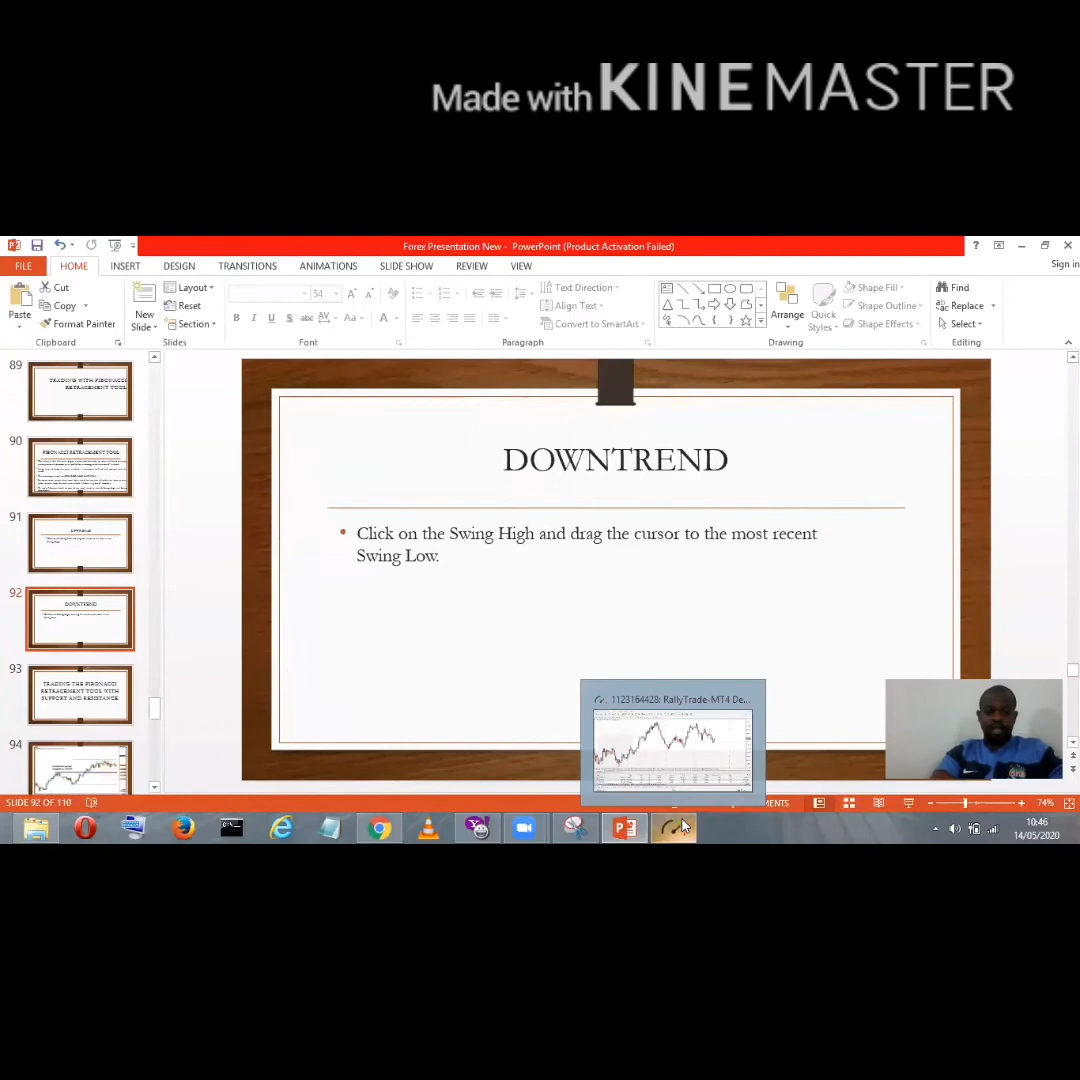 Made with KINEMASTER
Forex Presentation New - PowerPoint (Product Activation Failed)
FILE HOME INSERT DESIGN TRANSITIONS ANIMATIONS SLIDE SHOW REVIEW VIEW Sign in
Paste Cut Copy Format Painter
New Slide Layout Reset Section
54
Text Direction
Align Text
Convert to SmartArt
Arrange Quick Styles
Shape Fill
Shape Outline
Shape Effects
Find
Replace
Select
Clipboard Slides Font Paragraph Drawing Editing
89
TRADING WITH FIBONACCI
RETRACEMENT TOOL
90
FIBONACCI RETRACEMENT TOOL
91
92
DOWNTREND
93
TRADING THE FIBONACCI
RETRACEMENT TOOL WITH
SUPPORT AND RESISTANCE
94
DOWNTREND
• Click on the Swing High and drag the cursor to the most recent
Swing Low.
1123164428: RallyTrade-MT4 De...
SLIDE 92 OF 110
74%
10:46
14/05/2020